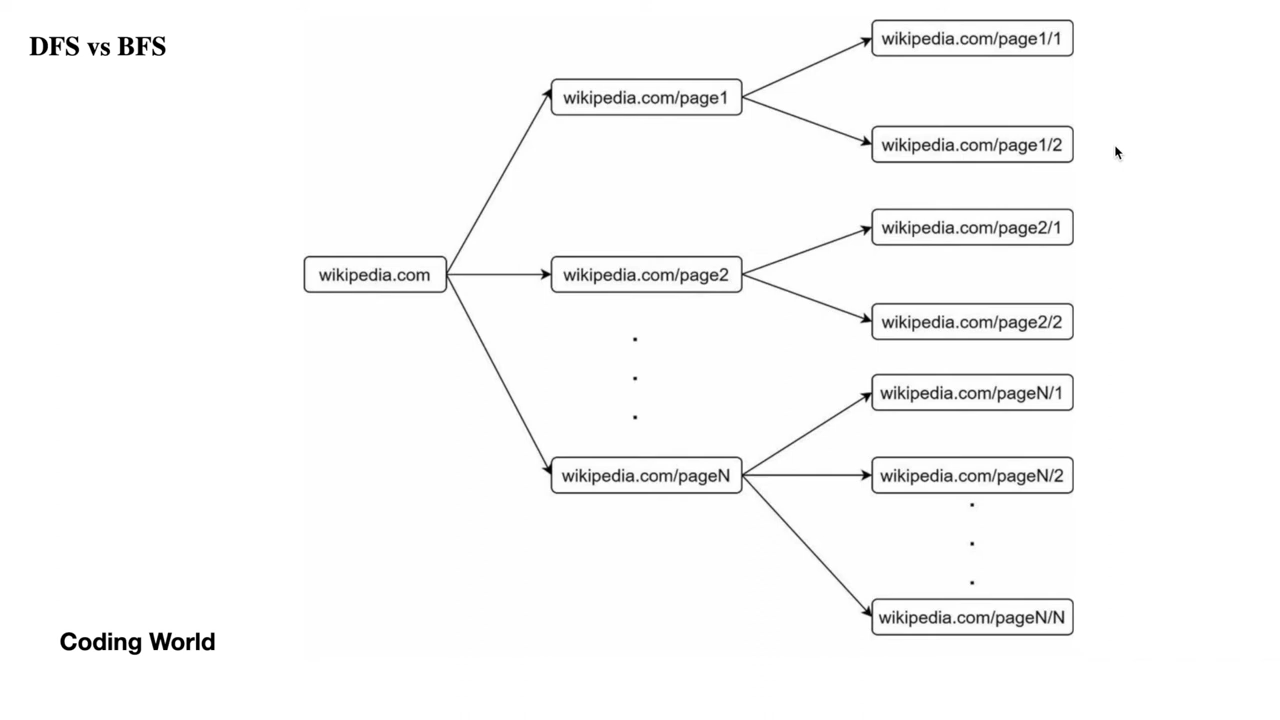 DFS vs BFS
wikipedia.com
wikipedia.com/page1
wikipedia.com/page2
wikipedia.com/pageN
wikipedia.com/page1/1
wikipedia.com/page1/2
wikipedia.com/page2/1
wikipedia.com/page2/2
wikipedia.com/pageN/1
wikipedia.com/pageN/2
wikipedia.com/pageN/N
Coding World